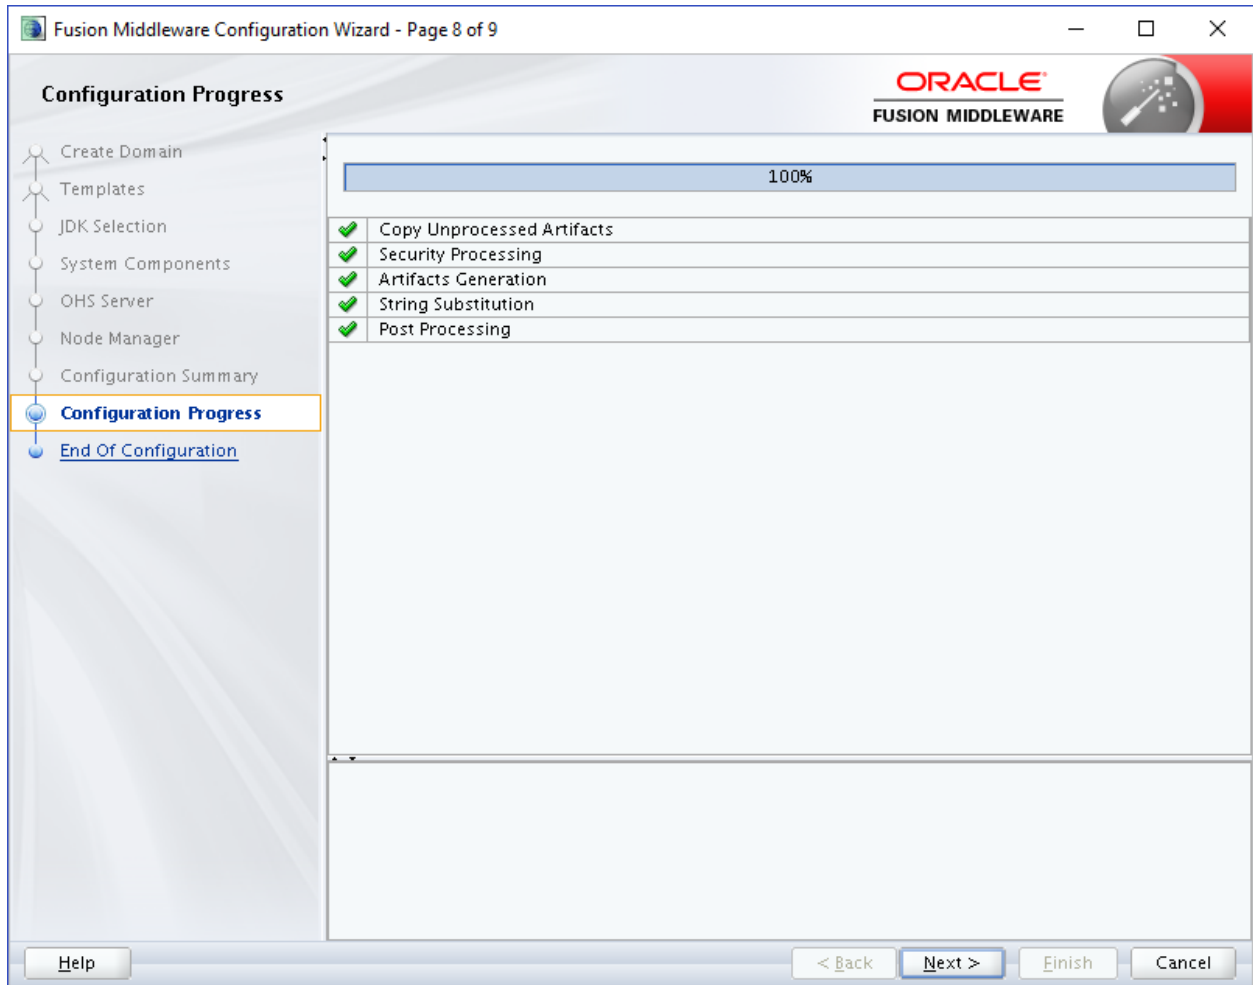 Fusion Middleware Configuration Wizard - Page 8 of 9
Configuration Progress
ORACLE
FUSION MIDDLEWARE
Create Domain
Templates
JDK Selection
System Components
OHS Server
Node Manager
Configuration Summary
Configuration Progress
End Of Configuration
100%
Copy Unprocessed Artifacts
Security Processing
Artifacts Generation
String Substitution
Post Processing
Help
< Back
Next >
Finish
Cancel